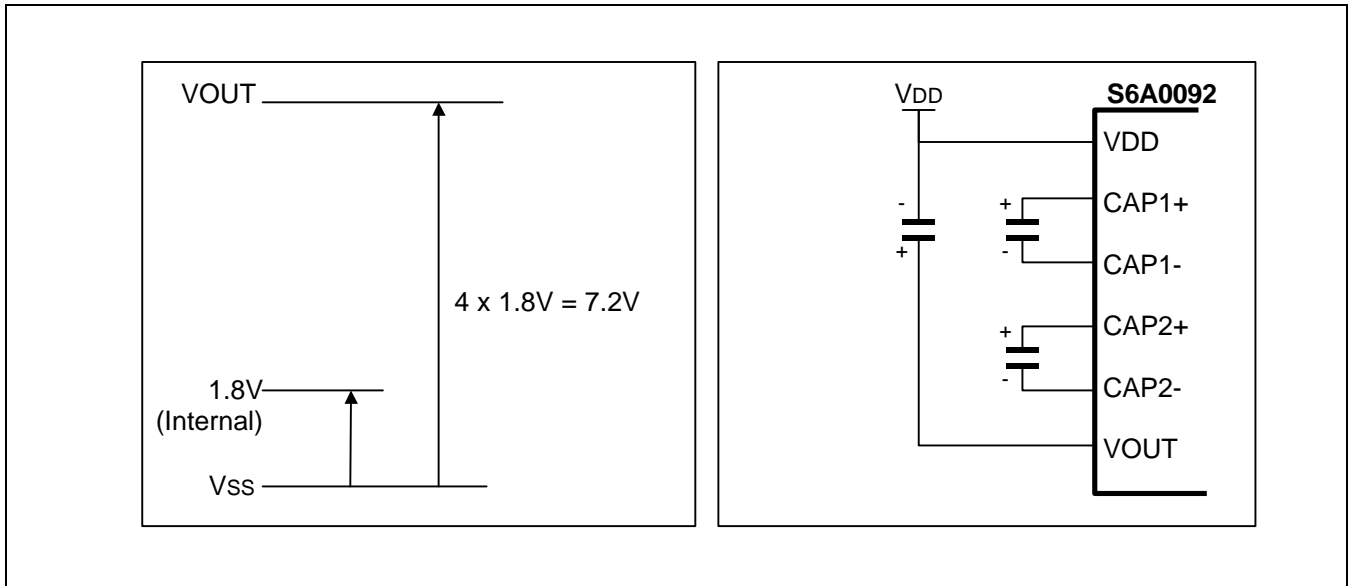 VOUT
4 x 1.8V = 7.2V
1.8V
(Internal)
VSS
VDD
S6A0092
VDD
-
+
+
-
CAP1+
CAP1-
+
-
CAP2+
CAP2-
VOUT